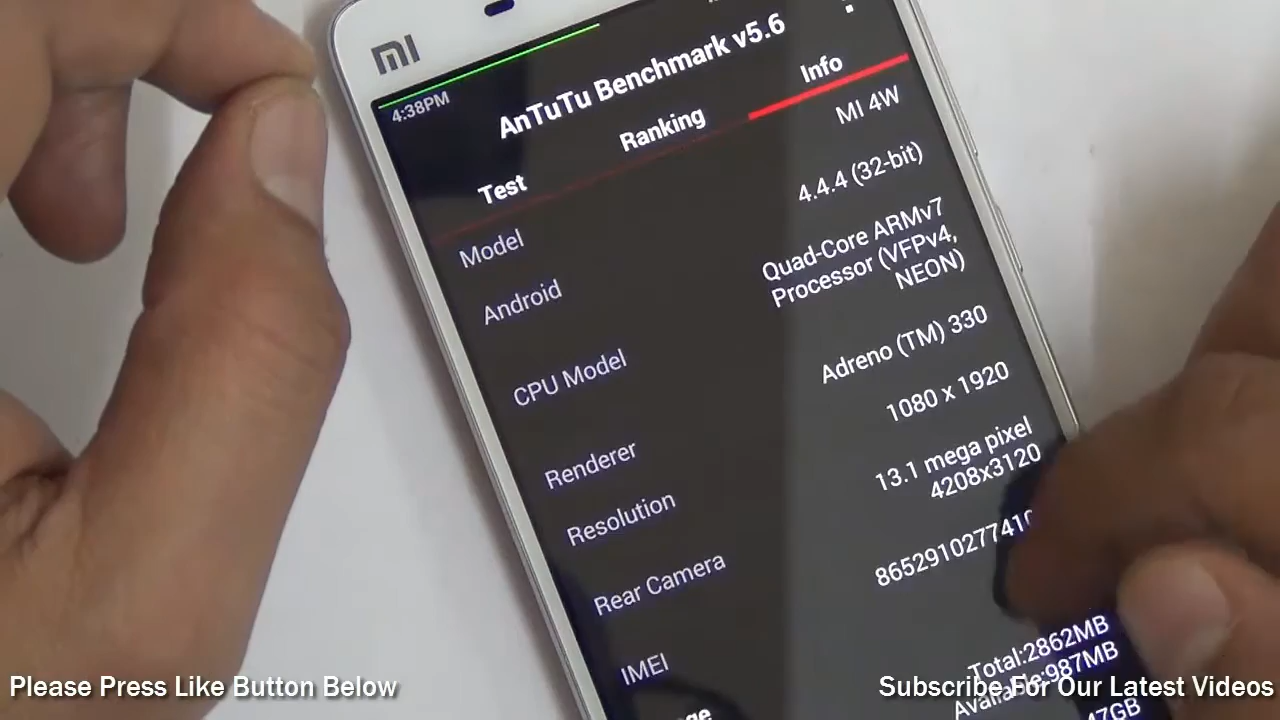 MI
4:38PM
AnTuTu Benchmark v5.6
Test Ranking Info
Model MI 4W
Android 4.4.4 (32-bit)
CPU Model Quad-Core ARMv7
Processor (VFPv4,
NEON)
Renderer Adreno (TM) 330
Resolution 1080 x 1920
Rear Camera 13.1 mega pixel
4208x3120
IMEI
Total:2862MB
987MB
Please Press Like Button Below
Subscribe For Our Latest Videos